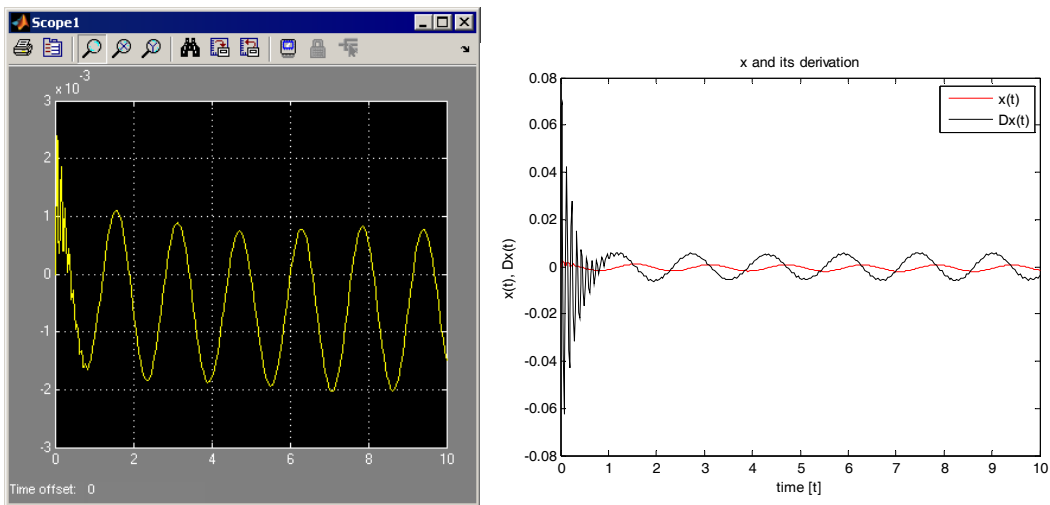 Scope1
x 10^-3
3
2
1
0
-1
-2
-3
0 2 4 6 8 10
Time offset: 0
x and its derivation
0.08
0.06
0.04
0.02
0
-0.02
-0.04
-0.06
-0.08
x(t), Dx(t)
x(t)
Dx(t)
0 1 2 3 4 5 6 7 8 9 10
time [t]